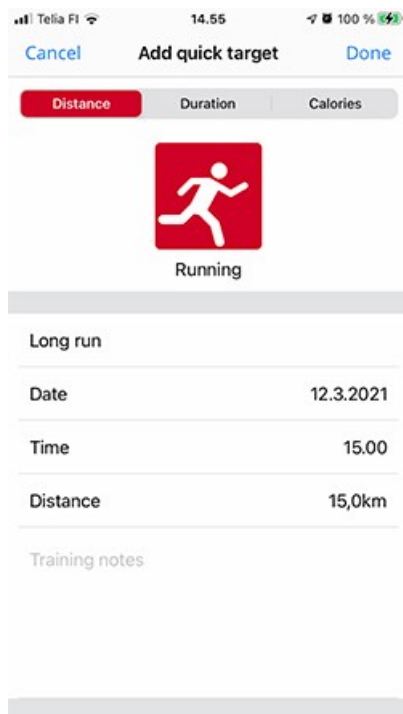 Telia FI 14.55 100 %
Cancel Add quick target Done
Distance Duration Calories
Running
Long run
Date 12.3.2021
Time 15.00
Distance 15,0km
Training notes